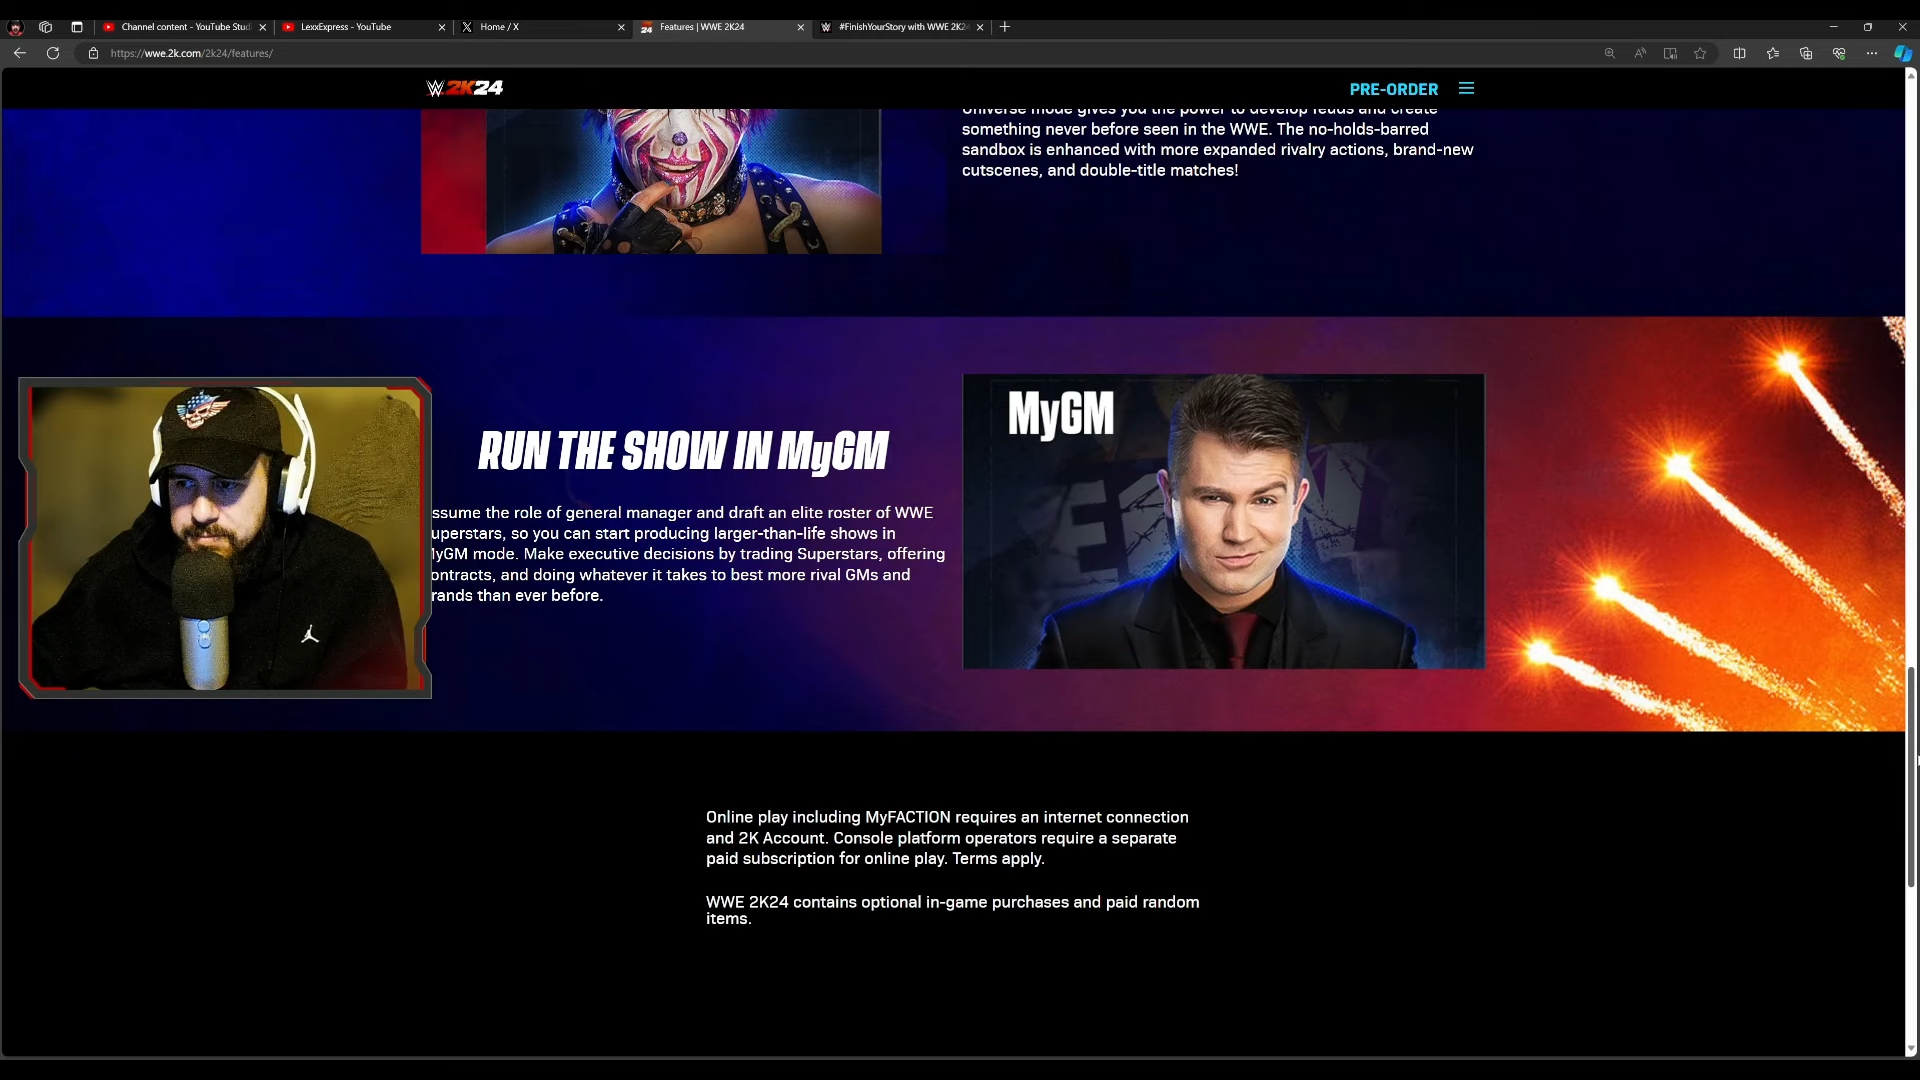 Channel content - YouTube Stud
LexxExpress - YouTube
Home / X
Features | WWE 2K24
#FinishYourStory with WWE 2K24
https://wwe.2k.com/2k24/features/
W 2K24
PRE-ORDER
Universe mode gives you the power to develop feuds and create
something never before seen in the WWE. The no-holds-barred
sandbox is enhanced with more expanded rivalry actions, brand-new
cutscenes, and double-title matches!
RUN THE SHOW IN MyGM
ssume the role of general manager and draft an elite roster of WWE
uperstars, so you can start producing larger-than-life shows in
yGM mode. Make executive decisions by trading Superstars, offering
ontracts, and doing whatever it takes to best more rival GMs and
rands than ever before.
MyGM
Online play including MyFACTION requires an internet connection
and 2K Account. Console platform operators require a separate
paid subscription for online play. Terms apply.
WWE 2K24 contains optional in-game purchases and paid random
items.